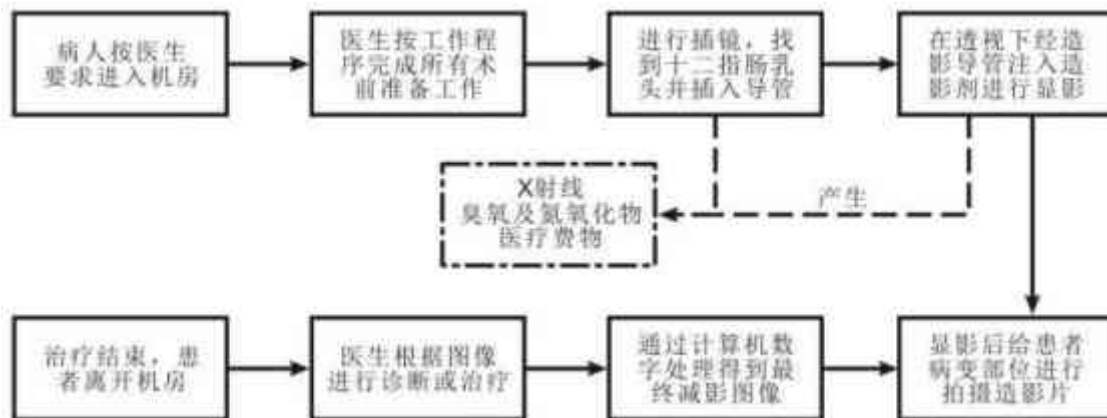 病人按医生
要求进入机房
医生按工作程
序完成所有术
前准备工作
进行插镜，找
到十二指肠乳
头并插入导管
在透视下经造
影导管注入造
影剂进行显影
X射线
臭氧及氨氧化物
医疗费物
产生
治疗结束，患
者离开机房
医生根据图像
进行诊断或治疗
通过计算机数
字处理得到最
终减影图像
显影后给患者
病变部位进行
拍摄造影片